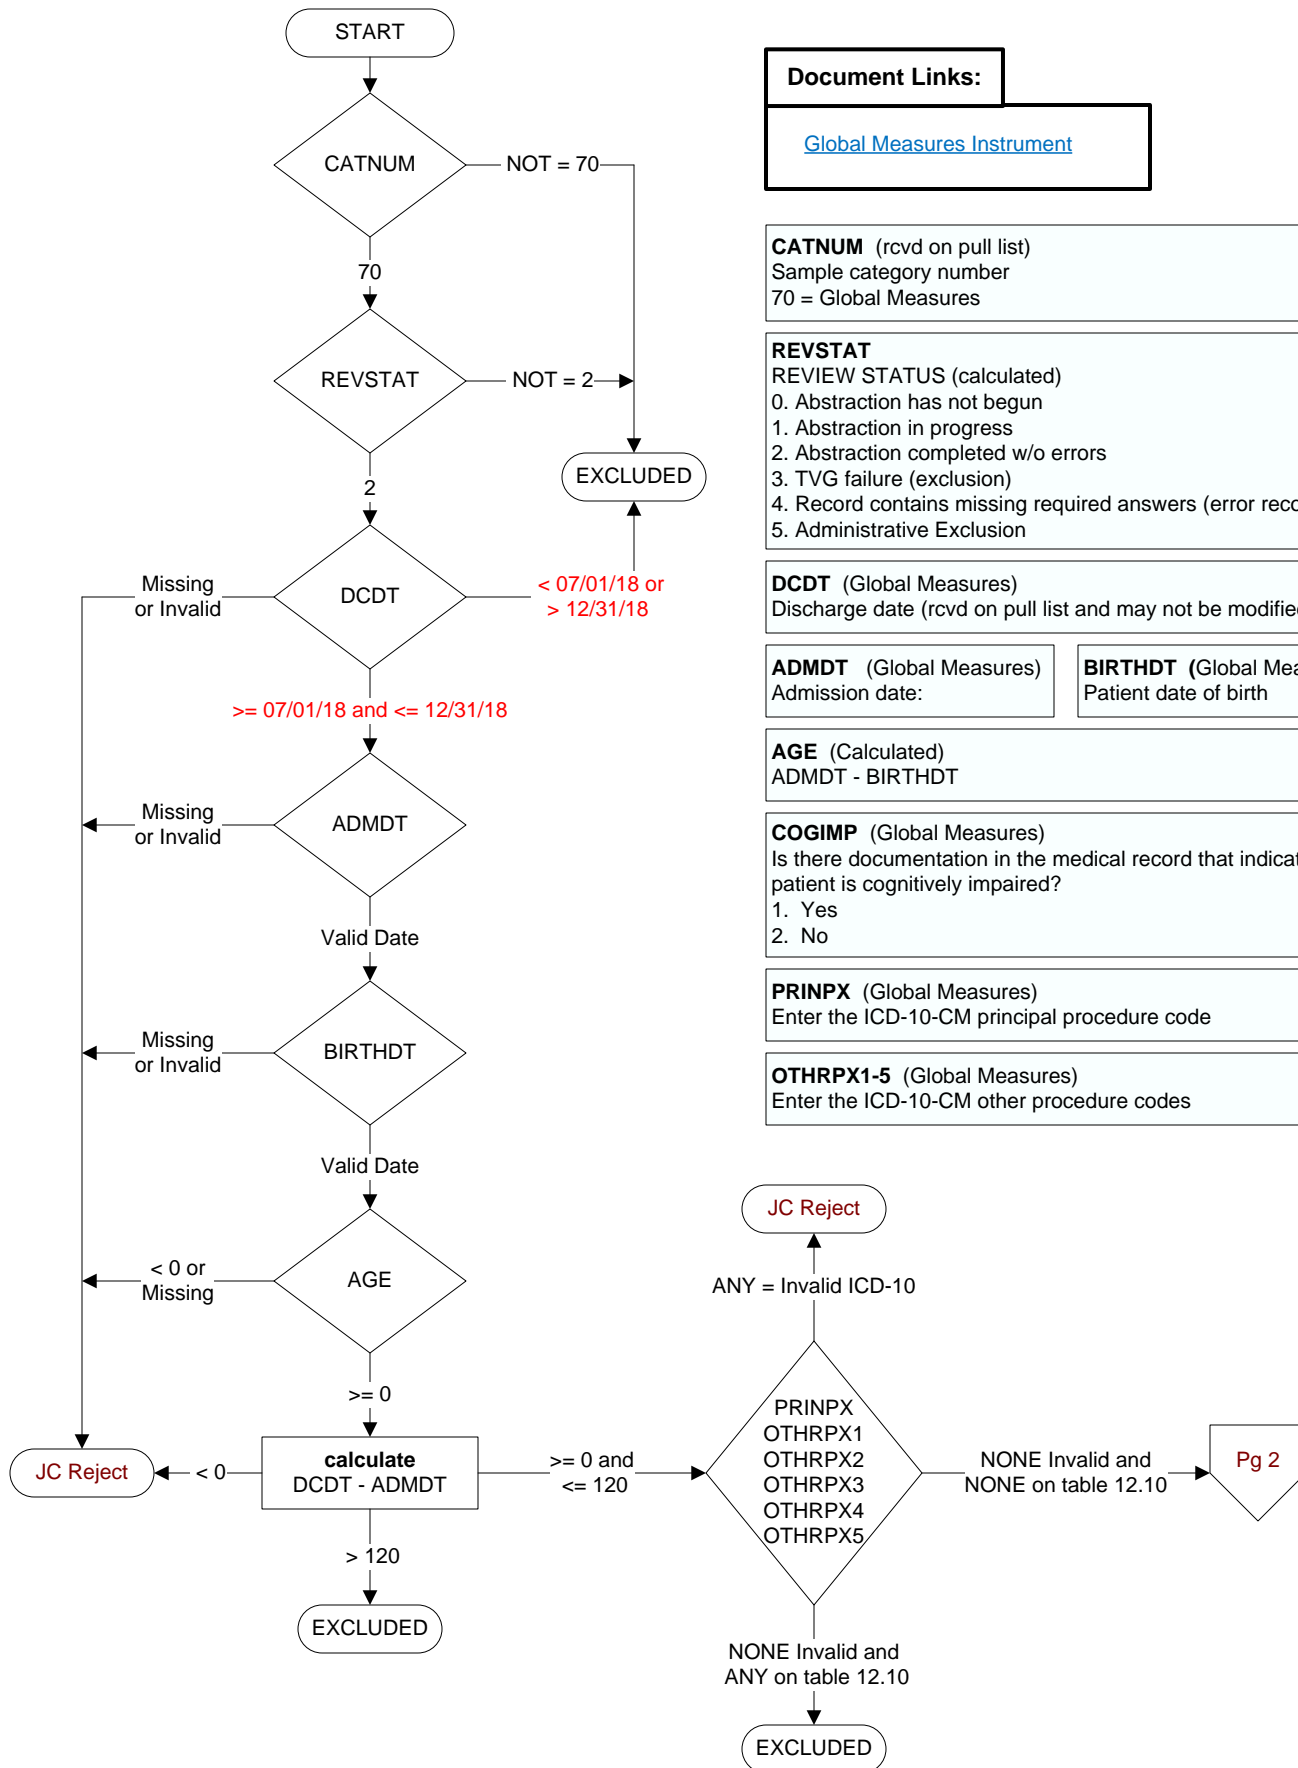 START
CATNUM
NOT = 70
70
REVSTAT
NOT = 2
2
EXCLUDED
DCDT
Missing
or Invalid
< 07/01/18 or
> 12/31/18
>= 07/01/18 and <= 12/31/18
ADMDT
Missing
or Invalid
Valid Date
BIRTHDT
Missing
or Invalid
Valid Date
AGE
< 0 or
Missing
>= 0
calculate
DCDT - ADMDT
< 0
JC Reject
> 120
EXCLUDED
>= 0 and
<= 120
PRINPX
OTHRPX1
OTHRPX2
OTHRPX3
OTHRPX4
OTHRPX5
ANY = Invalid ICD-10
JC Reject
NONE Invalid and
NONE on table 12.10
Pg 2
NONE Invalid and
ANY on table 12.10
EXCLUDED
Document Links:
Global Measures Instrument
CATNUM (rcvd on pull list)
Sample category number
70 = Global Measures
REVSTAT
REVIEW STATUS (calculated)
0. Abstraction has not begun
1. Abstraction in progress
2. Abstraction completed w/o errors
3. TVG failure (exclusion)
4. Record contains missing required answers (error reco
5. Administrative Exclusion
DCDT (Global Measures)
Discharge date (rcvd on pull list and may not be modified
ADMDT (Global Measures)
Admission date:
BIRTHDT (Global Mea
Patient date of birth
AGE (Calculated)
ADMDT - BIRTHDT
COGIMP (Global Measures)
Is there documentation in the medical record that indicat
patient is cognitively impaired?
1. Yes
2. No
PRINPX (Global Measures)
Enter the ICD-10-CM principal procedure code
OTHRPX1-5 (Global Measures)
Enter the ICD-10-CM other procedure codes